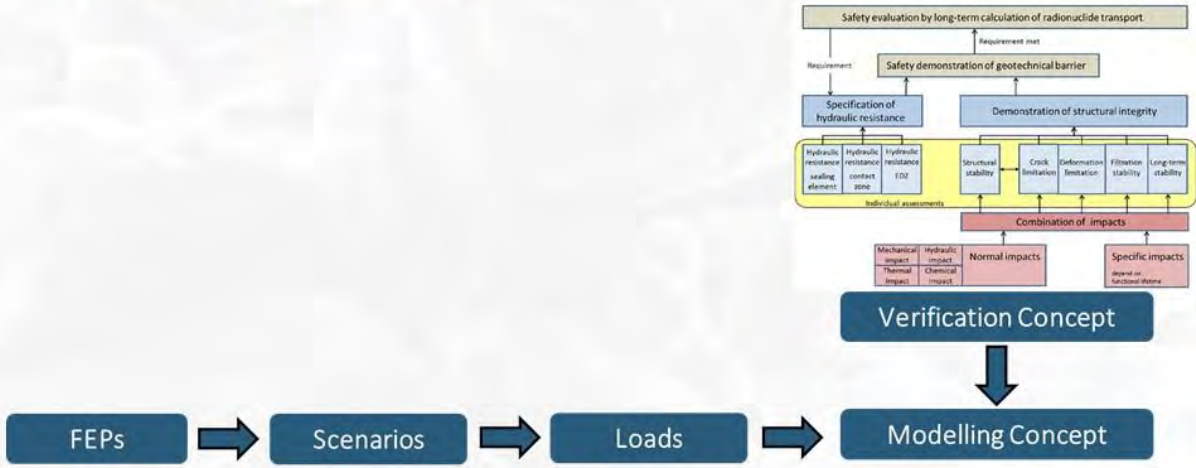 Safety evaluation by long-term calculation of radionuclide transport
Requirement met
Requirement
Safety demonstration of geotechnical barrier
Specification of
hydraulic resistance
Demonstration of structural integrity
Hydraulic
resistance
sealing
element
Hydraulic
resistance
contact
zone
Hydraulic
resistance
EDZ
Structural
stability
Crack
limitation
Deformation
limitation
Filtration
stability
Long-term
stability
Individual assessments
Combination of impacts
Mechanical
impact
Hydraulic
impact
Thermal
impact
Chemical
impact
Normal impacts
Specific impacts
depend on
functional lifetime
Verification Concept
FEPs
Scenarios
Loads
Modelling Concept